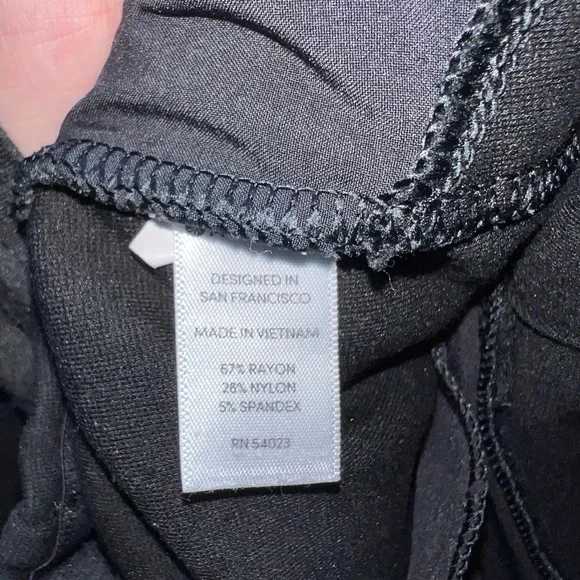 DESIGNED IN
SAN FRANCISCO
MADE IN VIETNAM
67% RAYON
28% NYLON
5% SPANDEX
RN 54023